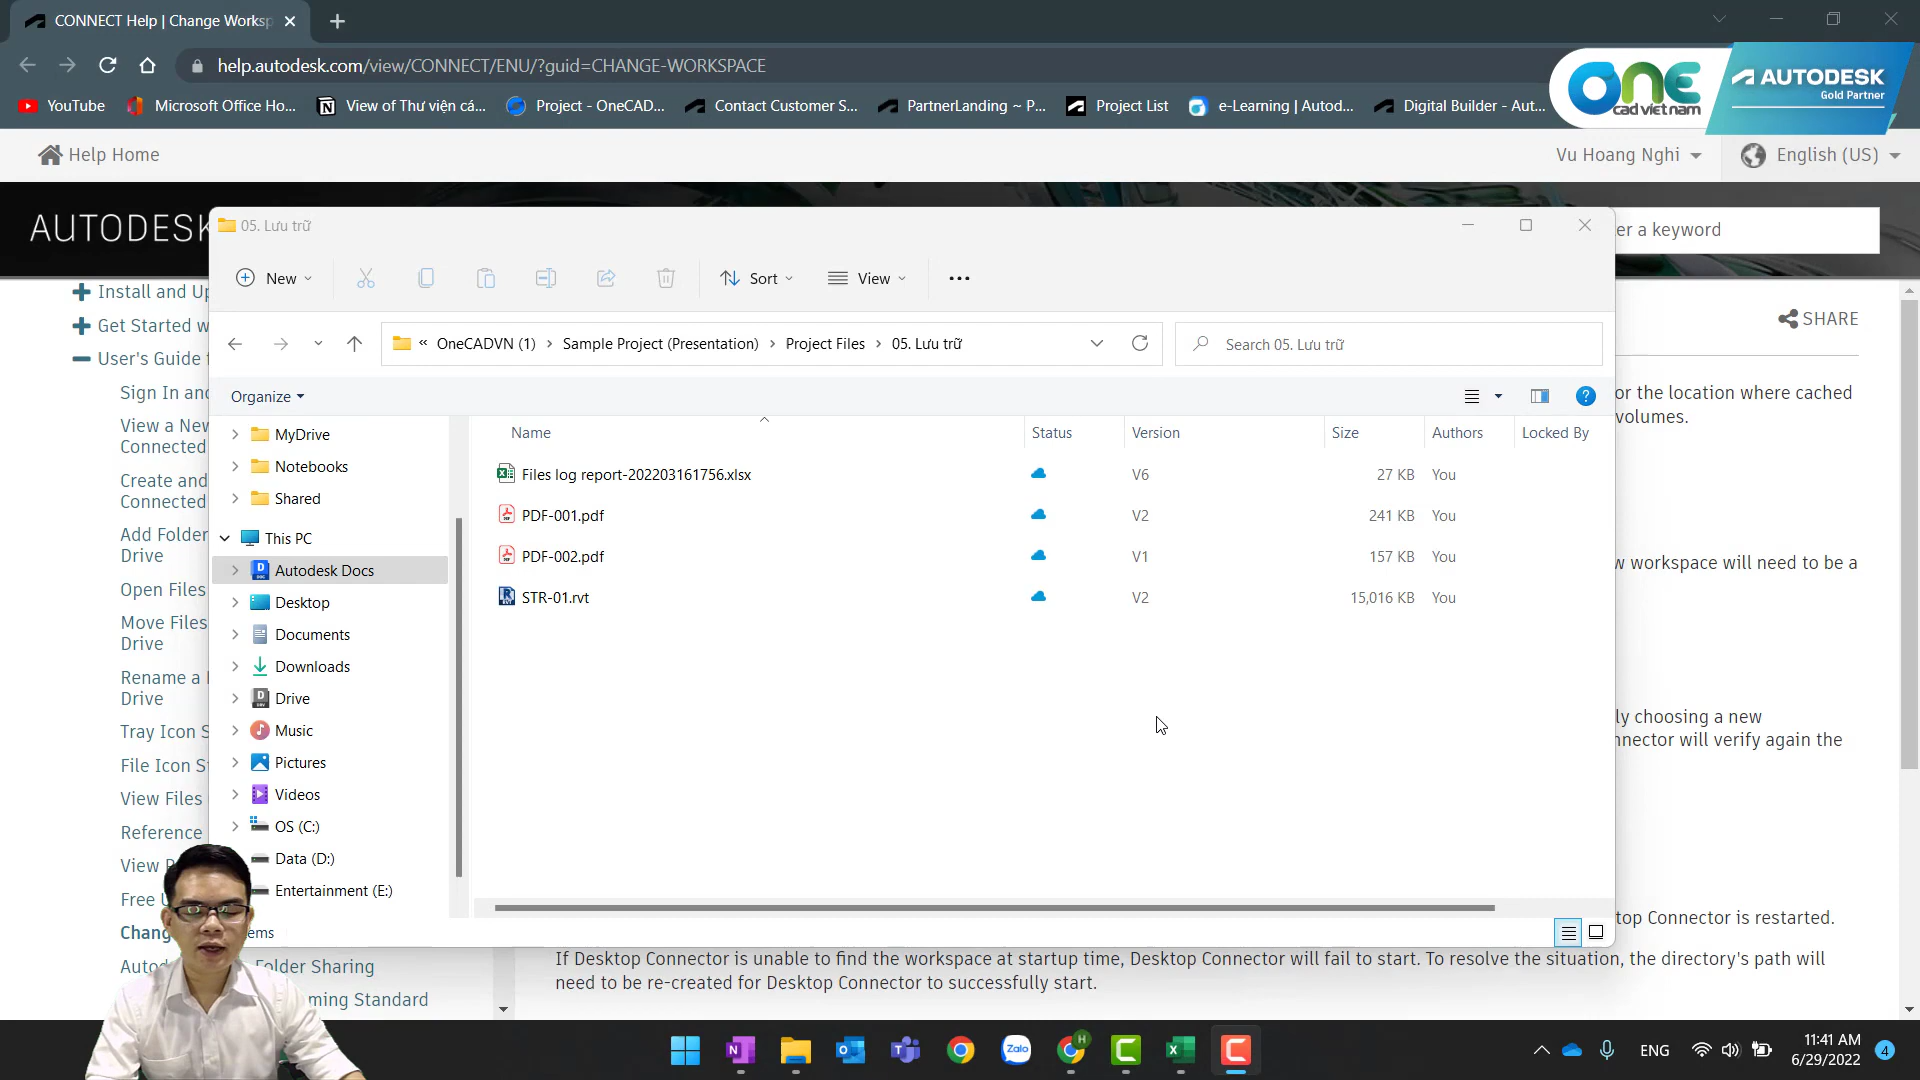 CONNECT Help | Change Worksp
help.autodesk.com/view/CONNECT/ENU/?guid=CHANGE-WORKSPACE
YouTube
Microsoft Office Ho...
View of Thư viện cá...
Project - OneCAD...
Contact Customer S...
PartnerLanding ~ P...
Project List
e-Learning | Autod...
Digital Builder - Aut...
One
cad việt nam
AUTODESK
Gold Partner
Help Home
Vu Hoang Nghi
English (US)
AUTODESK
er a keyword
05. Lưu trữ
New
Sort
View
« OneCADVN (1) > Sample Project (Presentation) > Project Files > 05. Lưu trữ
Search 05. Lưu trữ
Organize
Install and Up
Get Started w
User's Guide f
Sign In and
View a New
Connected
Create and
Connected
Add Folder
Drive
Open Files
Move Files
Drive
Rename a
Drive
Tray Icon S
File Icon S
View Files
Reference
View
Free U
Chang
Autod
Folder Sharing
ming Standard
MyDrive
Notebooks
Shared
This PC
Autodesk Docs
Desktop
Documents
Downloads
Drive
Music
Pictures
Videos
OS (C:)
Data (D:)
Entertainment (E:)
ems
Name Status Version Size Authors Locked By
Files log report-202203161756.xlsx V6 27 KB You
PDF-001.pdf V2 241 KB You
PDF-002.pdf V1 157 KB You
STR-01.rvt V2 15,016 KB You
SHARE
or the location where cached
volumes.
w workspace will need to be a
ly choosing a new
nnector will verify again the
top Connector is restarted.
If Desktop Connector is unable to find the workspace at startup time, Desktop Connector will fail to start. To resolve the situation, the directory's path will
need to be re-created for Desktop Connector to successfully start.
Zalo
H
ENG
11:41 AM
6/29/2022
4